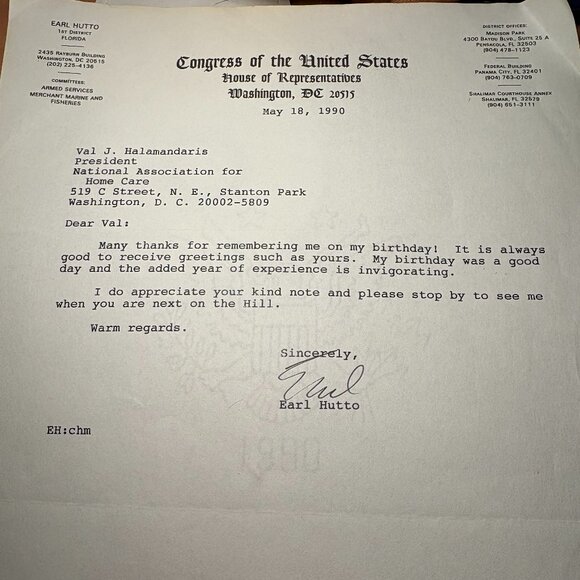 EARL HUTTO
1ST DISTRICT
FLORIDA
2435 RAYBURN BUILDING
WASHINGTON, DC 20515
(202) 225-4136
COMMITTEES:
ARMED SERVICES
MERCHANT MARINE AND
FISHERIES
Congress of the United States
House of Representatives
Washington, DC 20515
May 18, 1990
DISTRICT OFFICES:
MADISON PARK
4300 BAYOU BLVD., SUITE 25 A
PENSACOLA, FL 32503
(904) 478-1123
FEDERAL BUILDING
PANAMA CITY, FL 32401
(904) 763-0709
SHALIMAR COURTHOUSE ANNEX
SHALIMAR, FL 32579
(904) 651-3111
Val J. Halamandaris
President
National Association for
Home Care
519 C Street, N. E., Stanton Park
Washington, D. C. 20002-5809
Dear Val:
Many thanks for remembering me on my birthday! It is always
good to receive greetings such as yours. My birthday was a good
day and the added year of experience is invigorating.
I do appreciate your kind note and please stop by to see me
when you are next on the Hill.
Warm regards.
Sincerely,
Earl
Earl Hutto
EH:chm